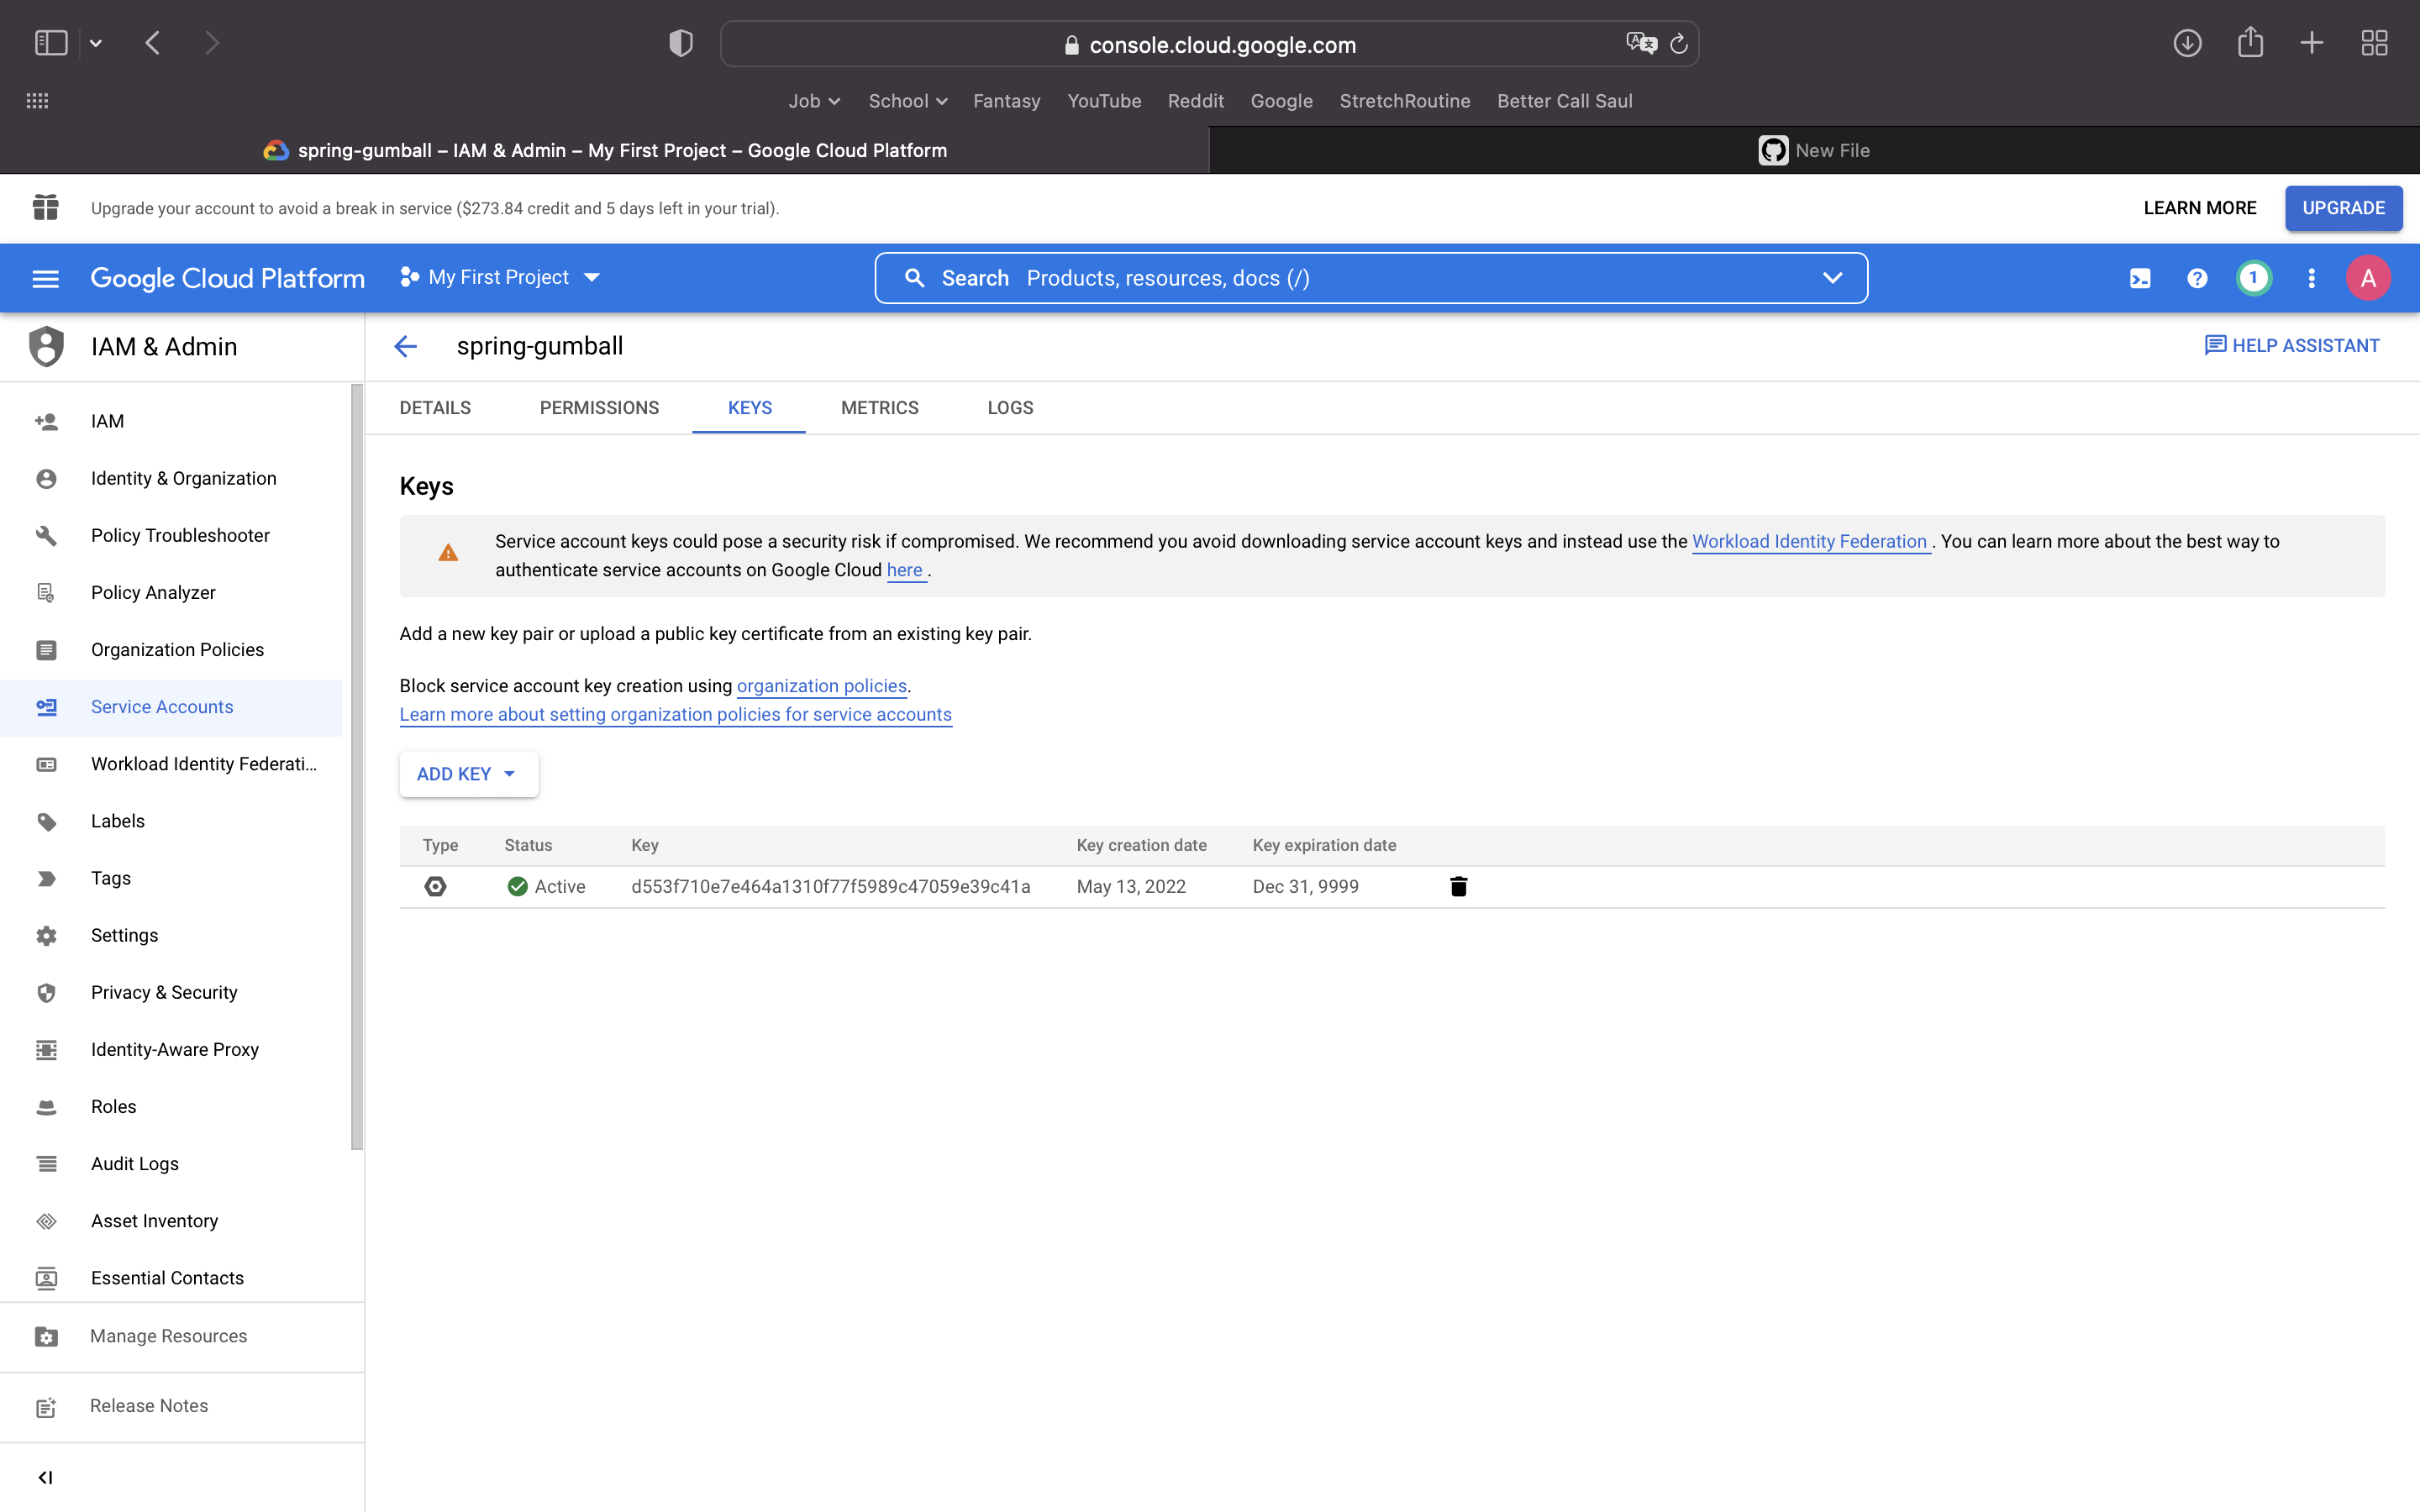 console.cloud.google.com
Job School Fantasy YouTube Reddit Google StretchRoutine Better Call Saul
spring-gumball – IAM & Admin – My First Project – Google Cloud Platform
New File
Upgrade your account to avoid a break in service ($273.84 credit and 5 days left in your trial).
LEARN MORE
UPGRADE
Google Cloud Platform
My First Project
Search Products, resources, docs (/)
?
1
A
IAM & Admin
spring-gumball
HELP ASSISTANT
IAM
Identity & Organization
Policy Troubleshooter
Policy Analyzer
Organization Policies
Service Accounts
Workload Identity Federati...
Labels
Tags
Settings
Privacy & Security
Identity-Aware Proxy
Roles
Audit Logs
Asset Inventory
Essential Contacts
Manage Resources
Release Notes
DETAILS PERMISSIONS KEYS METRICS LOGS
Keys
Service account keys could pose a security risk if compromised. We recommend you avoid downloading service account keys and instead use the Workload Identity Federation . You can learn more about the best way to
authenticate service accounts on Google Cloud here .
Add a new key pair or upload a public key certificate from an existing key pair.
Block service account key creation using organization policies.
Learn more about setting organization policies for service accounts
ADD KEY
Type Status Key Key creation date Key expiration date
Active d553f710e7e464a1310f77f5989c47059e39c41a May 13, 2022 Dec 31, 9999